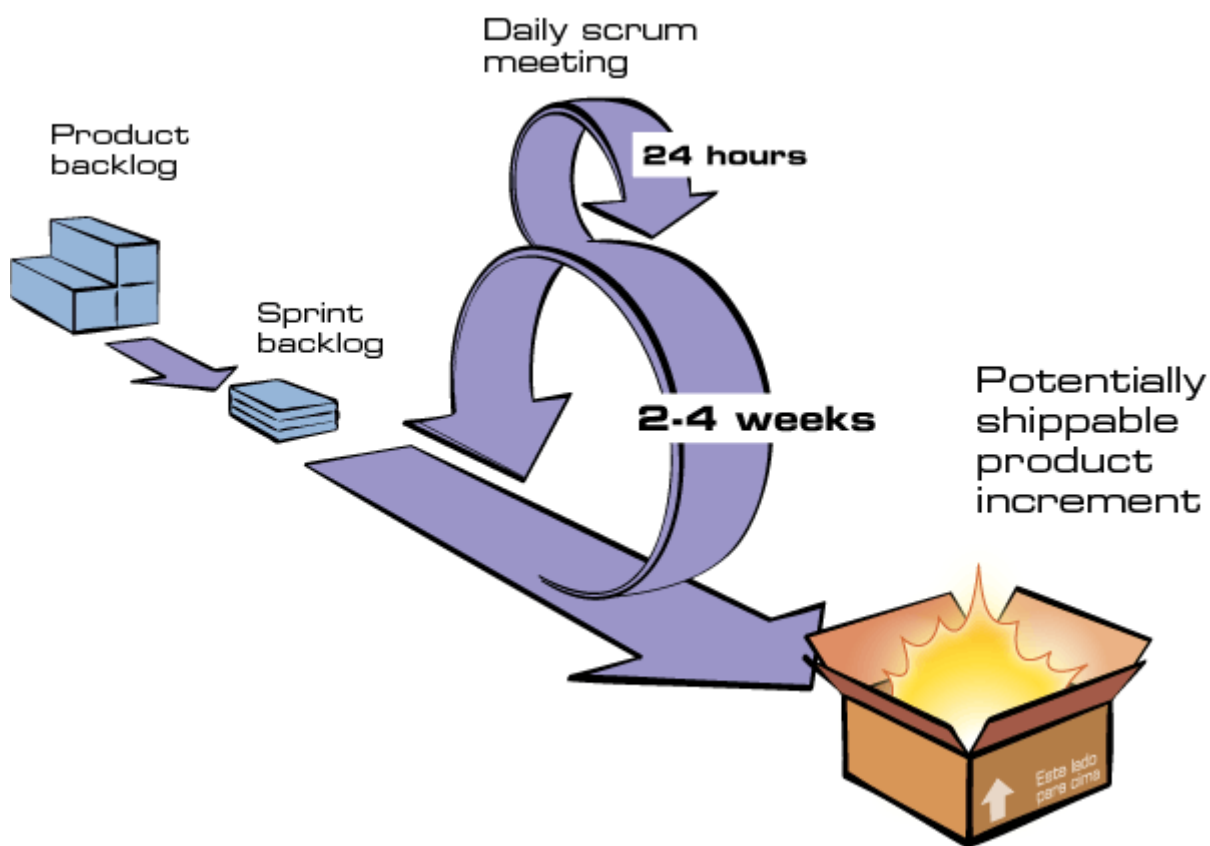 Daily scrum
meeting
24 hours
Product
backlog
Sprint
backlog
2-4 weeks
Potentially
shippable
product
increment
Este lado
para cima